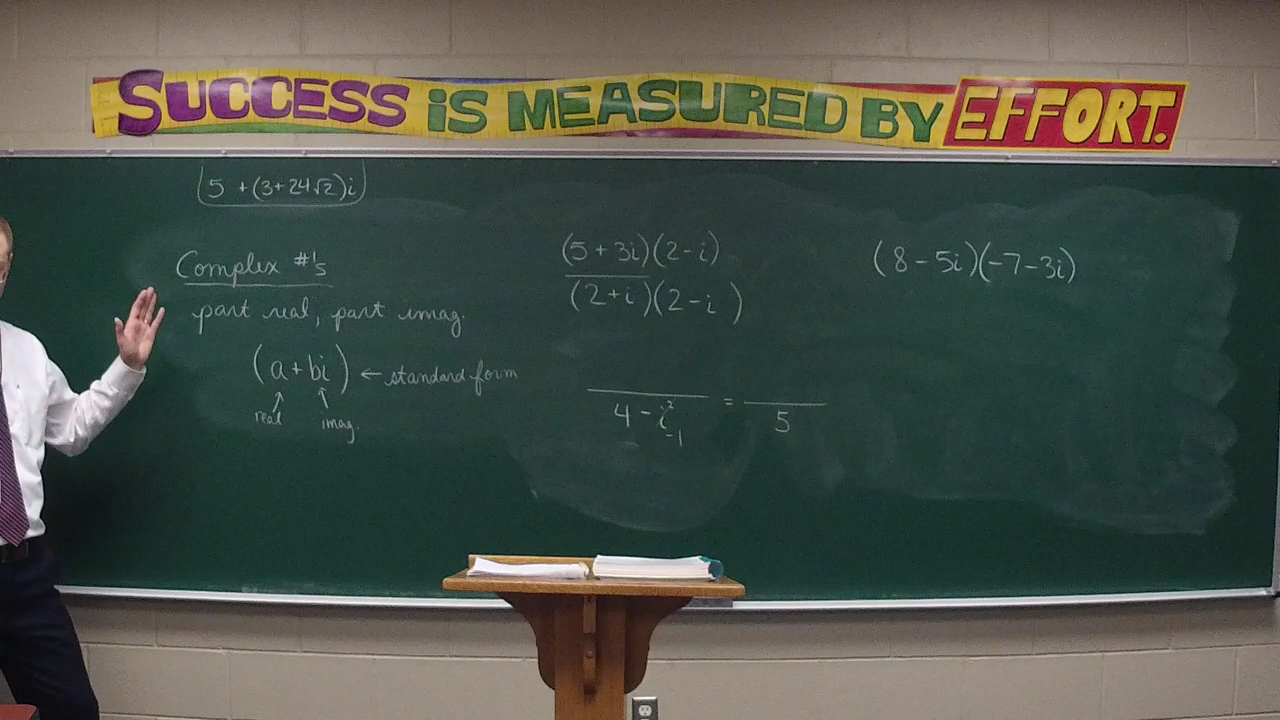 SUCCESS IS MEASURED BY EFFORT.
5 + (3+24√2)i
Complex #'s
part real, part imag.
(a+bi) ← standard form
real imag.
(5+3i)(2-i)
(2+i)(2-i)
4 - i² = 5
-1
(8-5i)(-7-3i)